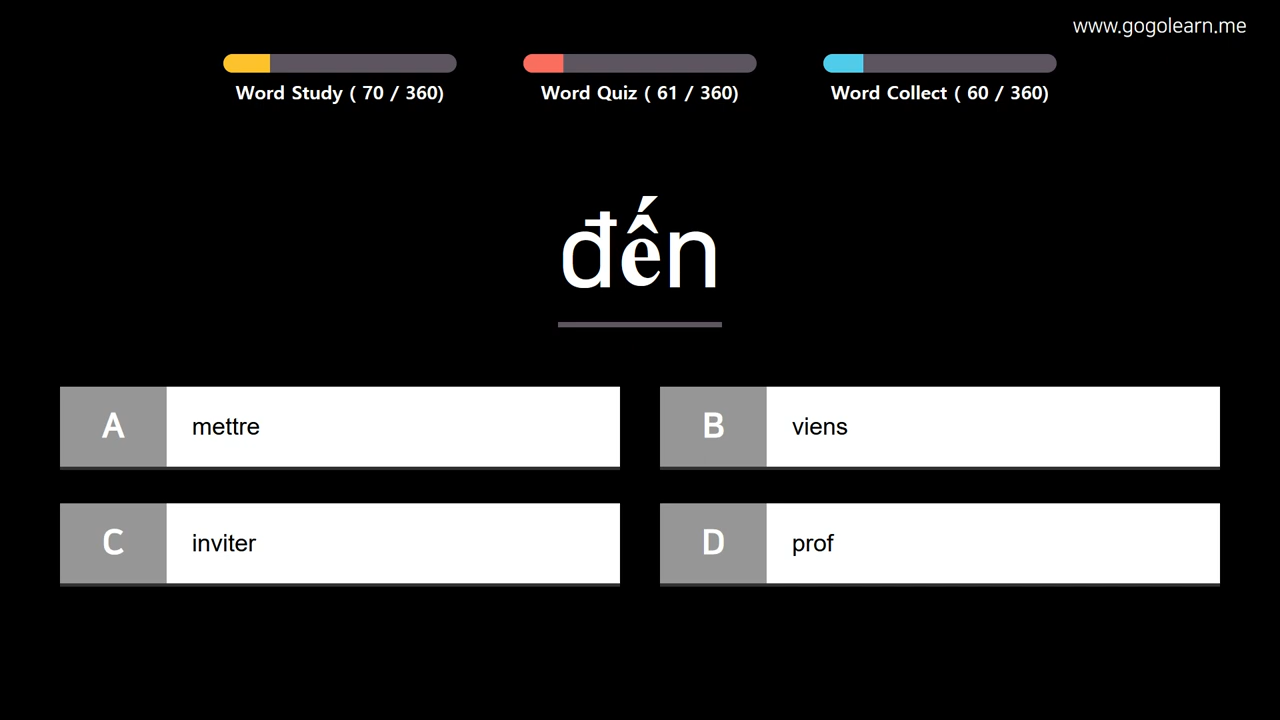 www.gogolearn.me
Word Study ( 70 / 360)
Word Quiz ( 61 / 360)
Word Collect ( 60 / 360)
đến
A mettre
B viens
C inviter
D prof